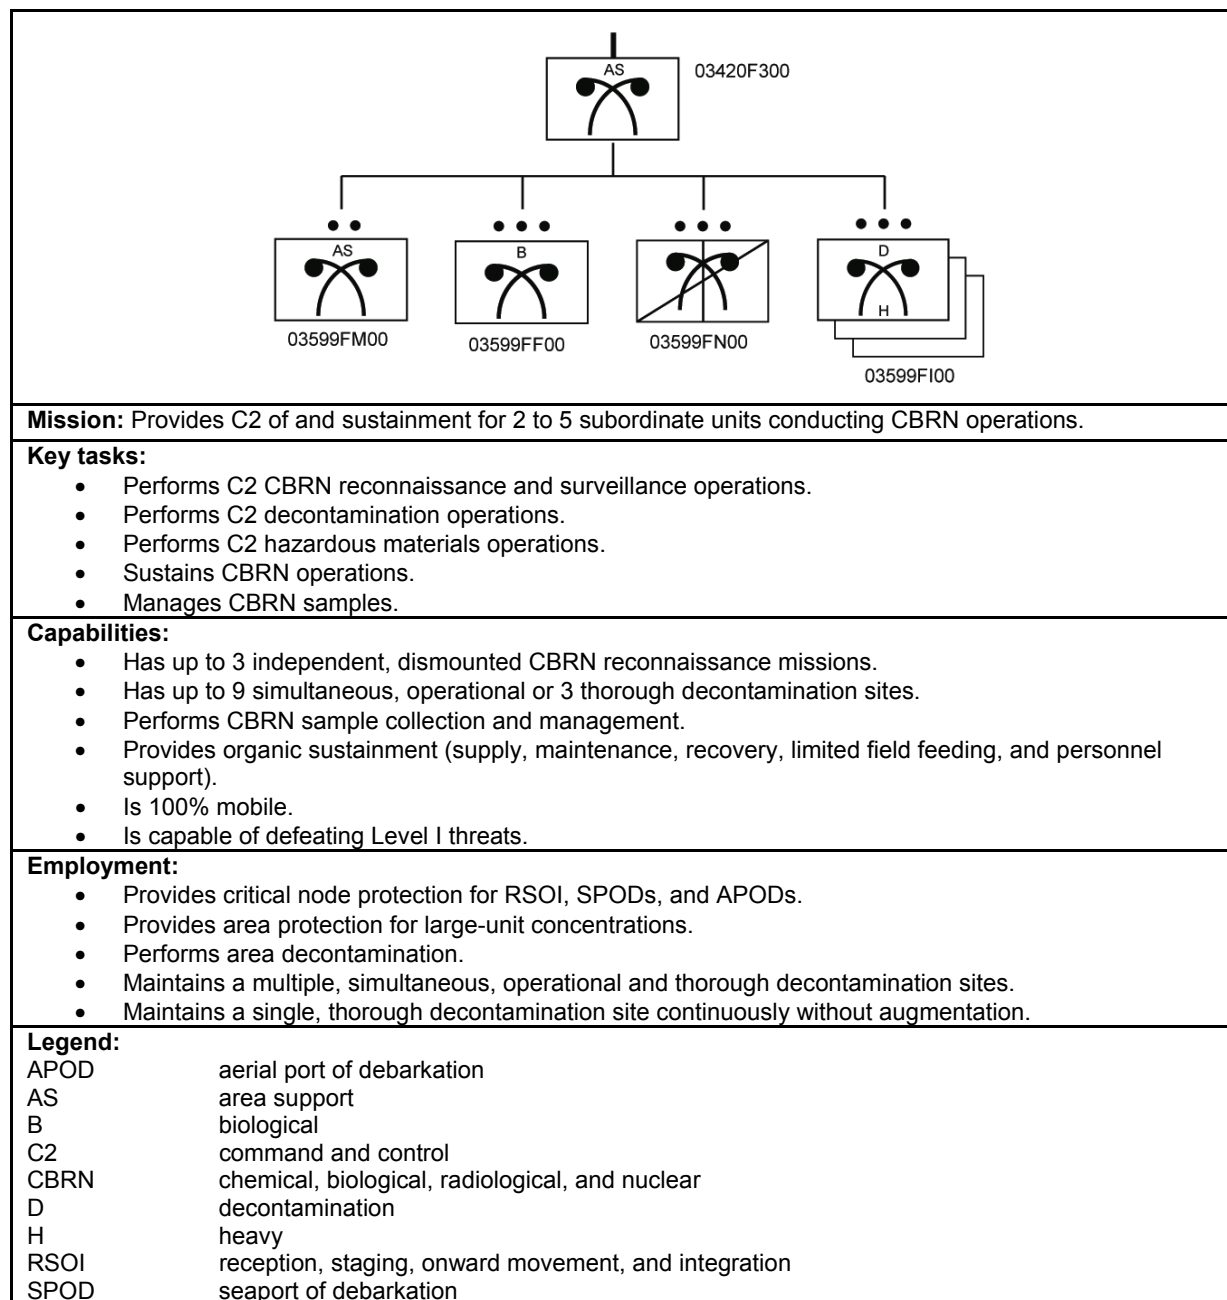 AS
03420F300
AS
B
D
H
03599FM00
03599FF00
03599FN00
03599FI00
Mission: Provides C2 of and sustainment for 2 to 5 subordinate units conducting CBRN operations.
Key tasks:
• Performs C2 CBRN reconnaissance and surveillance operations.
• Performs C2 decontamination operations.
• Performs C2 hazardous materials operations.
• Sustains CBRN operations.
• Manages CBRN samples.
Capabilities:
• Has up to 3 independent, dismounted CBRN reconnaissance missions.
• Has up to 9 simultaneous, operational or 3 thorough decontamination sites.
• Performs CBRN sample collection and management.
• Provides organic sustainment (supply, maintenance, recovery, limited field feeding, and personnel
support).
• Is 100% mobile.
• Is capable of defeating Level I threats.
Employment:
• Provides critical node protection for RSOI, SPODs, and APODs.
• Provides area protection for large-unit concentrations.
• Performs area decontamination.
• Maintains a multiple, simultaneous, operational and thorough decontamination sites.
• Maintains a single, thorough decontamination site continuously without augmentation.
Legend:
APOD aerial port of debarkation
AS area support
B biological
C2 command and control
CBRN chemical, biological, radiological, and nuclear
D decontamination
H heavy
RSOI reception, staging, onward movement, and integration
SPOD seaport of debarkation